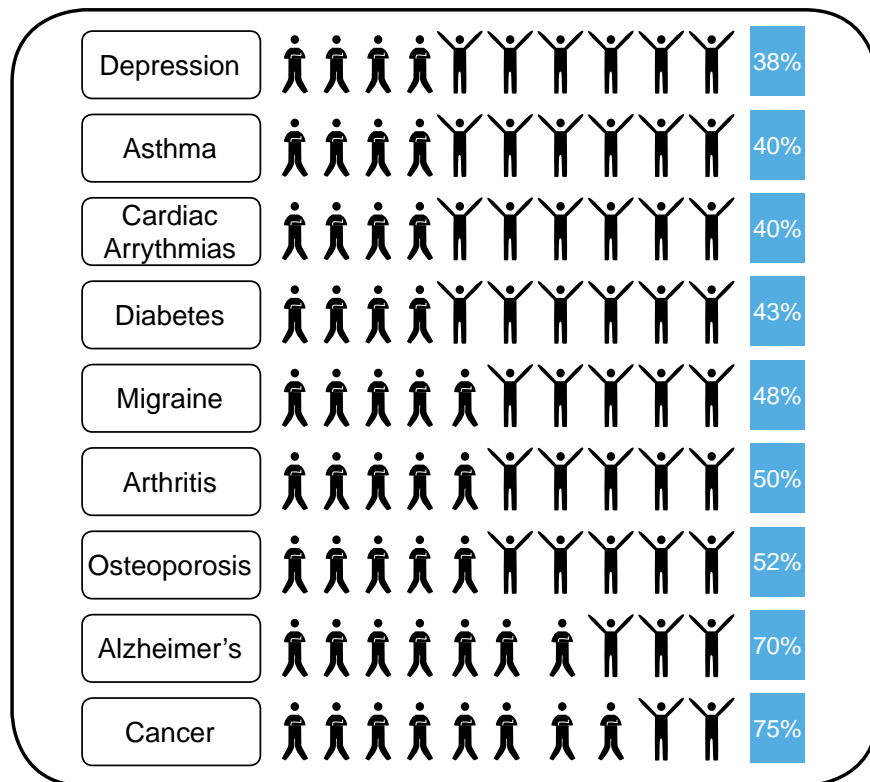 Depression 38%
Asthma 40%
Cardiac
Arrythmias 40%
Diabetes 43%
Migraine 48%
Arthritis 50%
Osteoporosis 52%
Alzheimer’s 70%
Cancer 75%